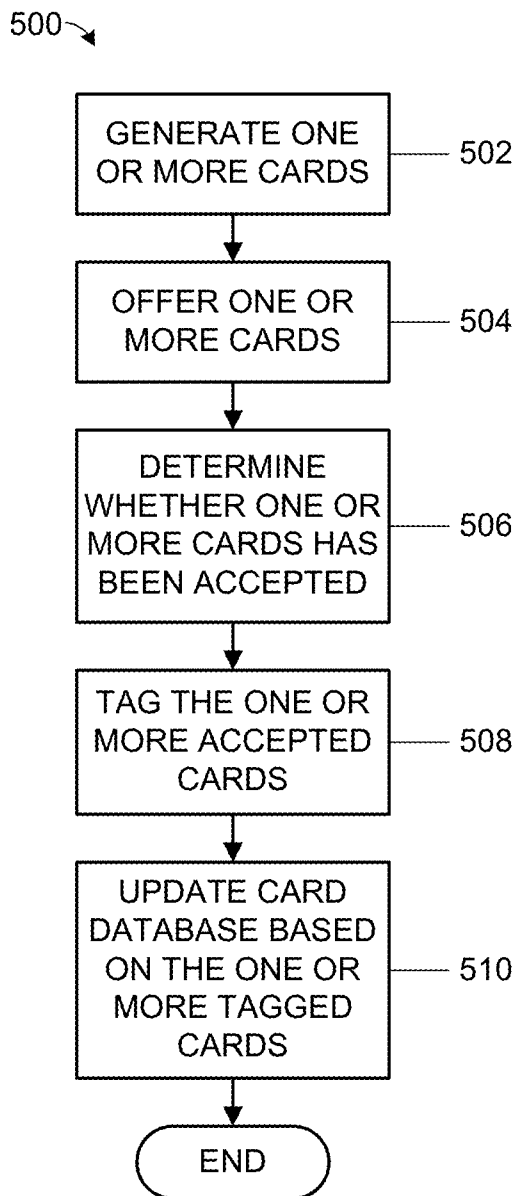 500
GENERATE ONE
OR MORE CARDS
502
OFFER ONE OR
MORE CARDS
504
DETERMINE
WHETHER ONE OR
MORE CARDS HAS
BEEN ACCEPTED
506
TAG THE ONE OR
MORE ACCEPTED
CARDS
508
UPDATE CARD
DATABASE BASED
ON THE ONE OR
MORE TAGGED
CARDS
510
END